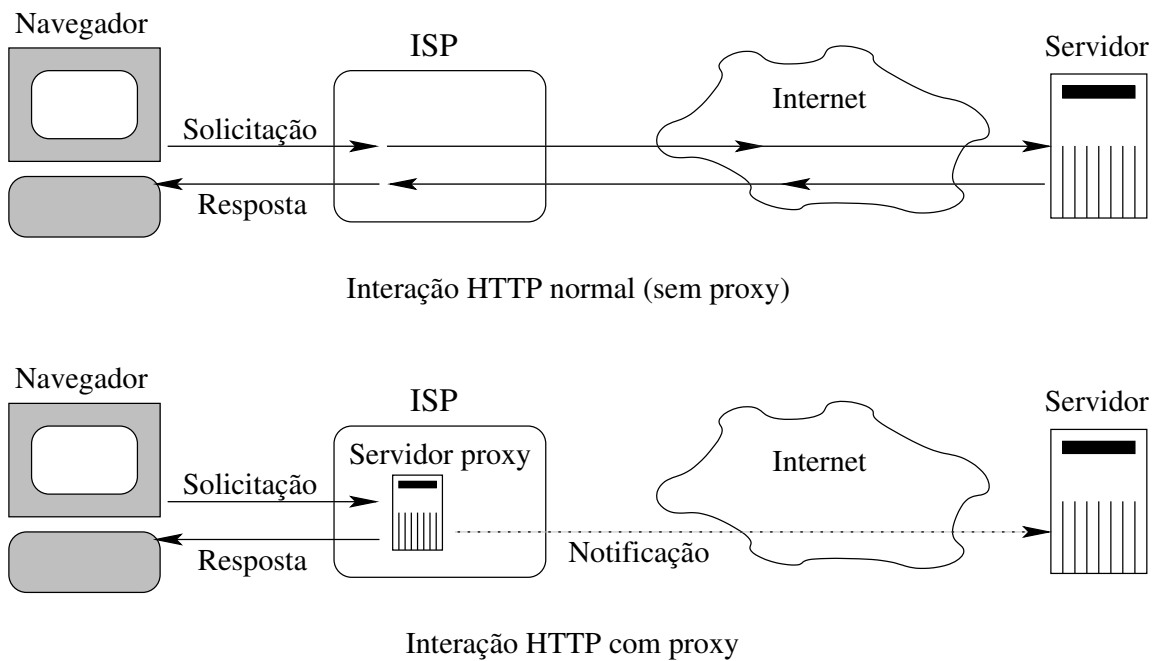 Navegador
ISP
Servidor
Internet
Solicitação
Resposta
Interação HTTP normal (sem proxy)
Navegador
ISP
Servidor
Servidor proxy
Internet
Solicitação
Notificação
Resposta
Interação HTTP com proxy